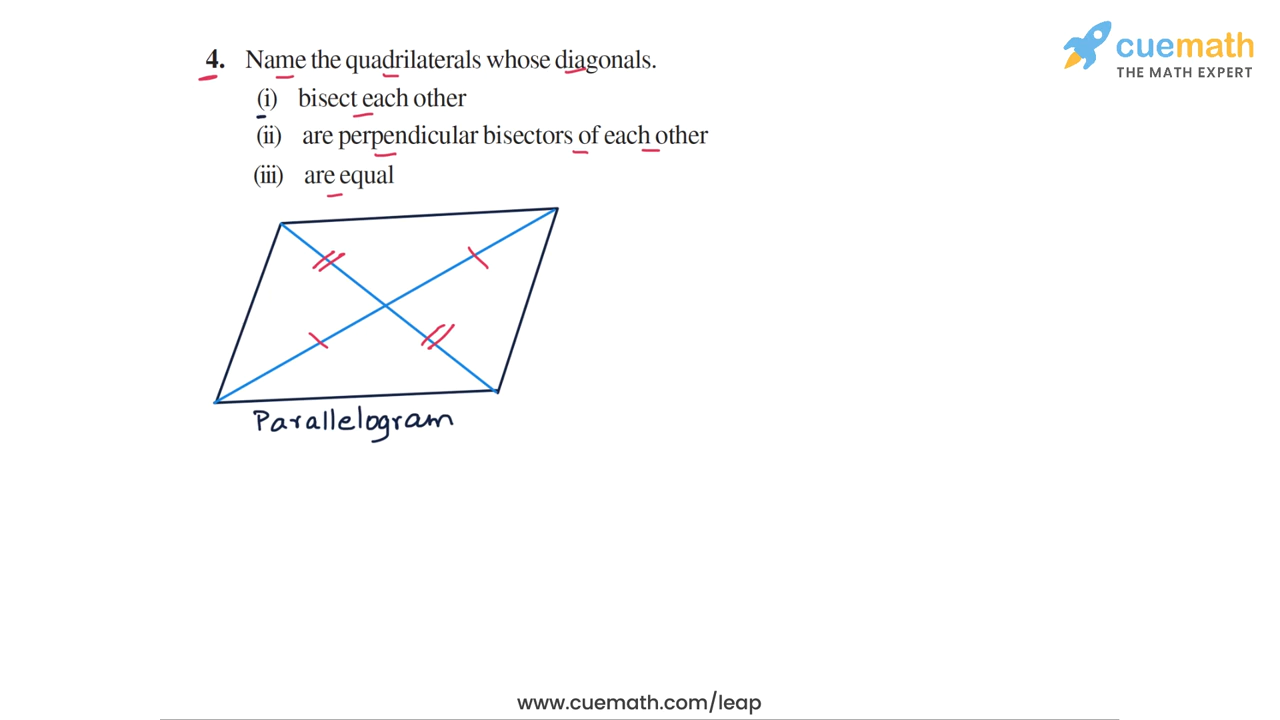 4. Name the quadrilaterals whose diagonals.
(i) bisect each other
(ii) are perpendicular bisectors of each other
(iii) are equal
Parallelogram
cuemath
THE MATH EXPERT
www.cuemath.com/leap